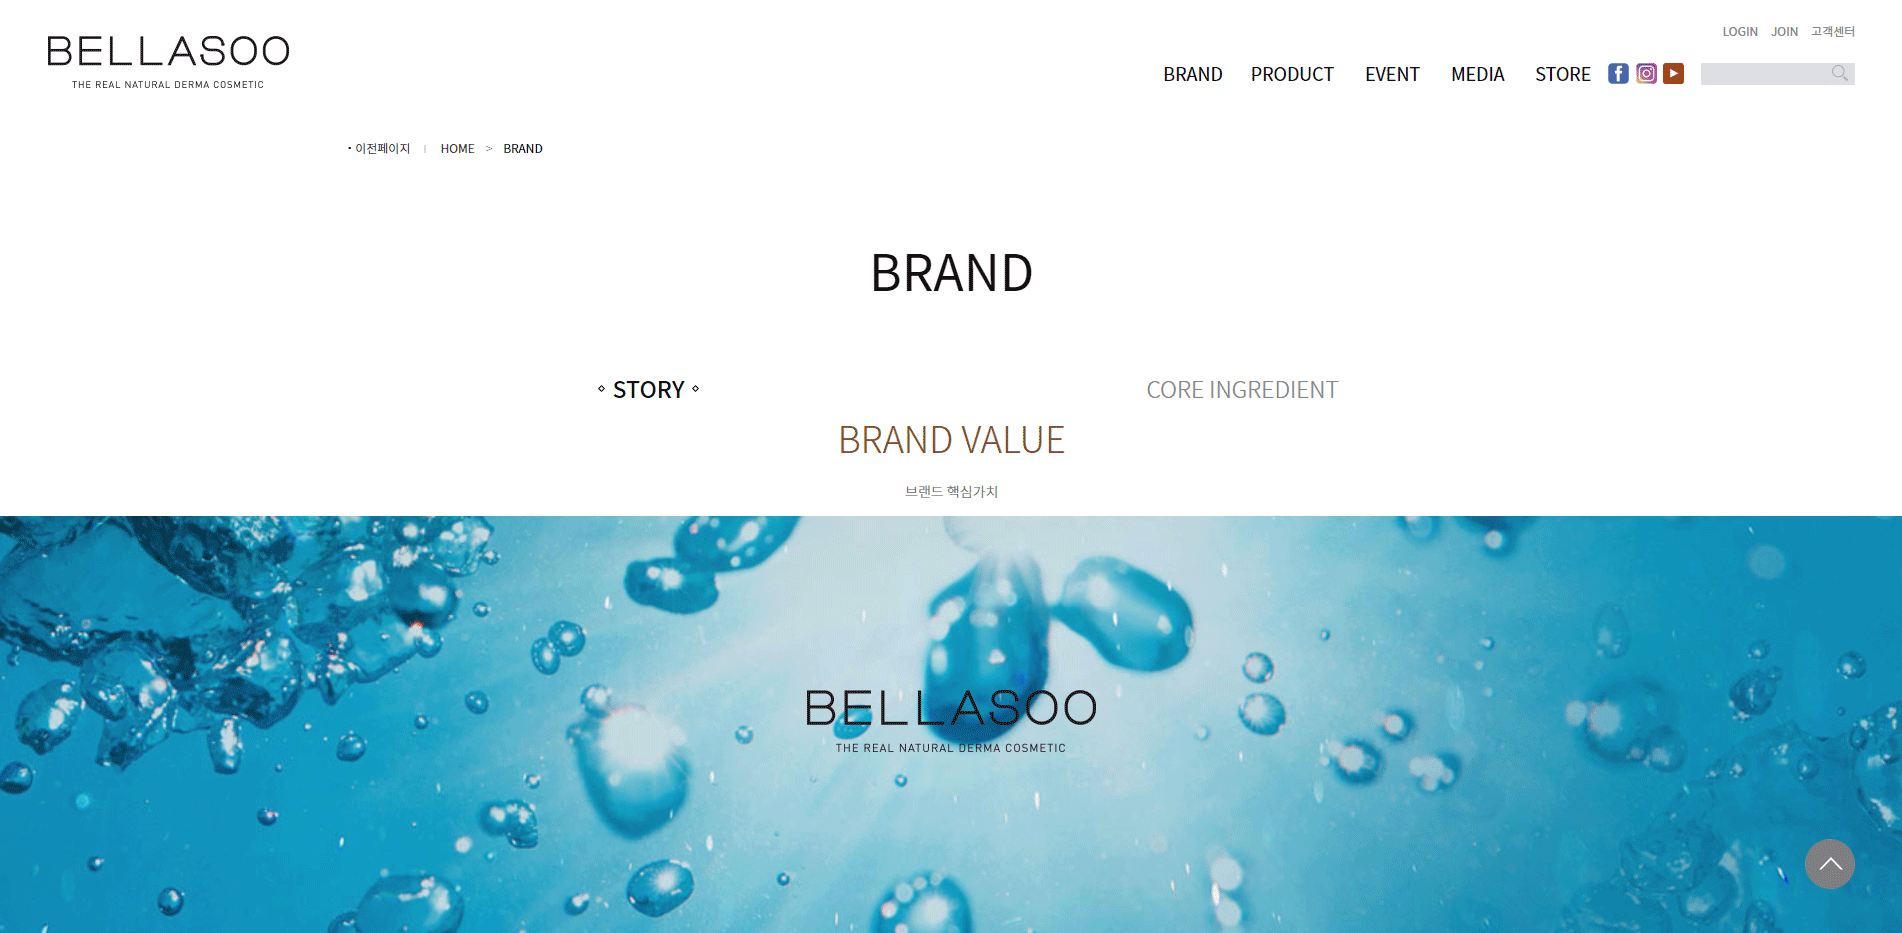 LOGIN JOIN 고객센터
BELLASOO
THE REAL NATURAL DERMA COSMETIC
BRAND PRODUCT EVENT MEDIA STORE
· 이전페이지 | HOME > BRAND
BRAND
STORY
CORE INGREDIENT
BRAND VALUE
브랜드 핵심가치
BELLASOO
THE REAL NATURAL DERMA COSMETIC